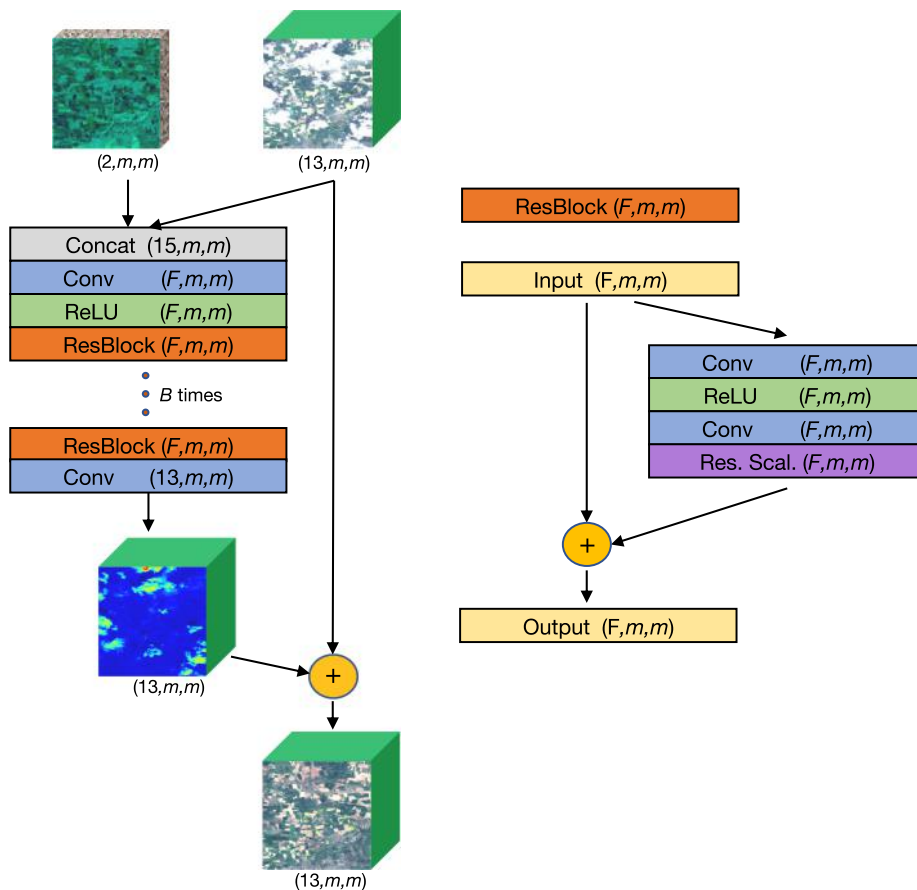 (2,m,m)
(13,m,m)
Concat (15,m,m)
Conv (F,m,m)
ReLU (F,m,m)
ResBlock (F,m,m)
B times
ResBlock (F,m,m)
Conv (13,m,m)
(13,m,m)
+
(13,m,m)
ResBlock (F,m,m)
Input (F,m,m)
Conv (F,m,m)
ReLU (F,m,m)
Conv (F,m,m)
Res. Scal. (F,m,m)
+
Output (F,m,m)